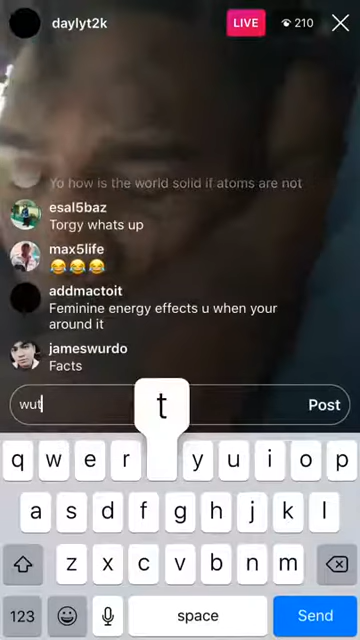 daylyt2k
LIVE
210
Yo how is the world solid if atoms are not
esal5baz
Torgy whats up
max5life
😂😂😂
addmactoit
Feminine energy effects u when your
around it
jameswurdo
Facts
wut
t
Post
q w e r y u i o p
a s d f g h j k l
z x c v b n m
123 space Send